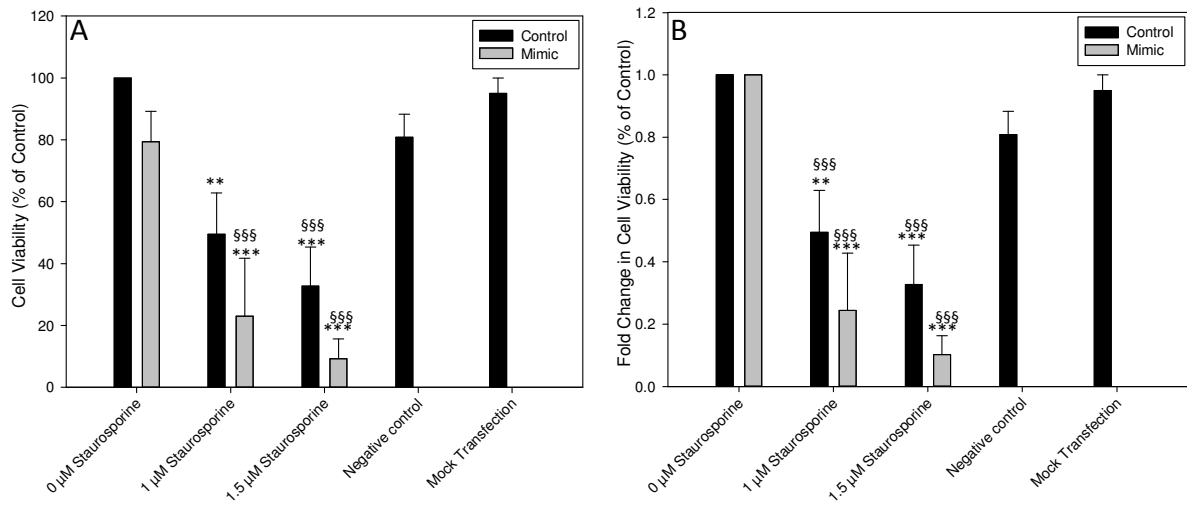 A
Control
Mimic
Cell Viability (% of Control)
120
100
80
60
40
20
0
**
§§§
***
§§§
***
§§§
***
0 µM Staurosporine
1 µM Staurosporine
1.5 µM Staurosporine
Negative control
Mock Transfection
B
Control
Mimic
Fold Change in Cell Viability (% of Control)
1.2
1.0
0.8
0.6
0.4
0.2
0.0
§§§
**
§§§
***
§§§
***
§§§
***
0 µM Staurosporine
1 µM Staurosporine
1.5 µM Staurosporine
Negative control
Mock Transfection